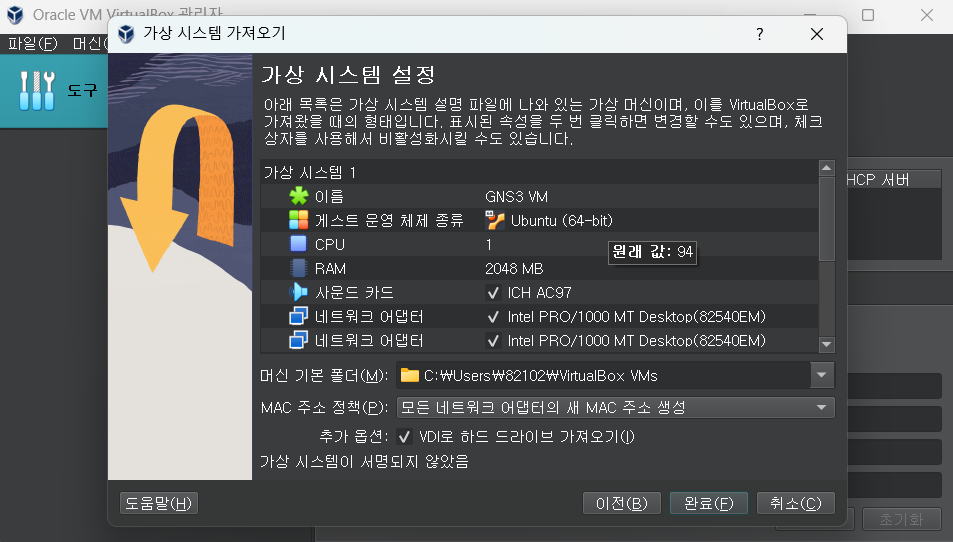 Oracle VM VirtualBox 관리자
파일(F) 머신(
가상 시스템 가져오기
도구
가상 시스템 설정
아래 목록은 가상 시스템 설명 파일에 나와 있는 가상 머신이며, 이를 VirtualBox로
가져왔을 때의 형태입니다. 표시된 속성을 두 번 클릭하면 변경할 수도 있으며, 체크
상자를 사용해서 비활성화시킬 수도 있습니다.
가상 시스템 1
HCP 서버
이름 GNS3 VM
게스트 운영 체제 종류 Ubuntu (64-bit)
CPU 1
원래 값: 94
RAM 2048 MB
사운드 카드 ICH AC97
네트워크 어댑터 Intel PRO/1000 MT Desktop(82540EM)
네트워크 어댑터 Intel PRO/1000 MT Desktop(82540EM)
머신 기본 폴더(M): C:₩Users₩82102₩VirtualBox VMs
MAC 주소 정책(P): 모든 네트워크 어댑터의 새 MAC 주소 생성
추가 옵션: VDI로 하드 드라이브 가져오기(I)
가상 시스템이 서명되지 않았음
도움말(H) 이전(B) 완료(F) 취소(C)
초기화